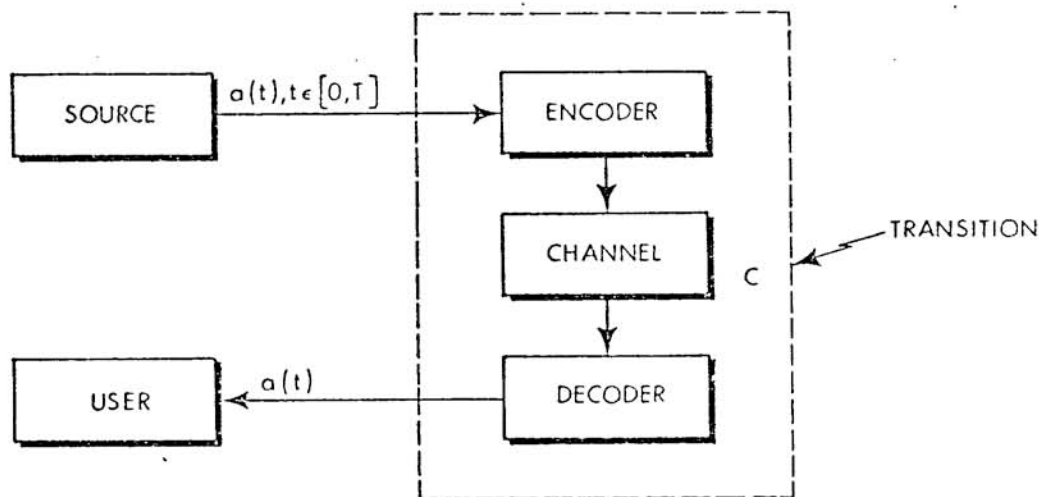 a(t), t ϵ [0,T]
SOURCE
ENCODER
CHANNEL
C
TRANSITION
USER
a(t)
DECODER